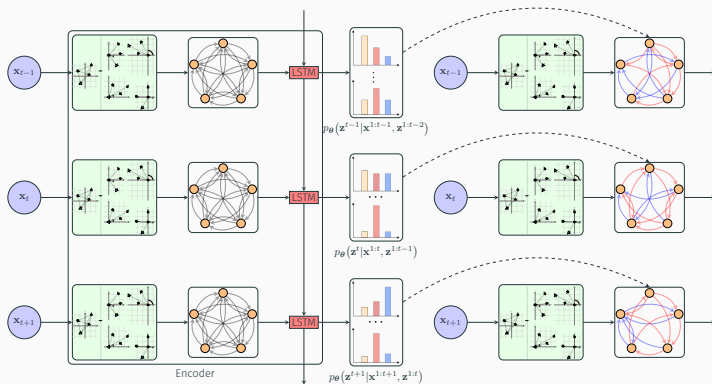 x_{t-1}
LSTM
p_θ(z^{t-1}|x^{1:t-1}, z^{1:t-2})
x_{t-1}
x_t
LSTM
p_θ(z^t|x^{1:t}, z^{1:t-1})
x_t
x_{t+1}
LSTM
p_θ(z^{t+1}|x^{1:t+1}, z^{1:t})
x_{t+1}
Encoder